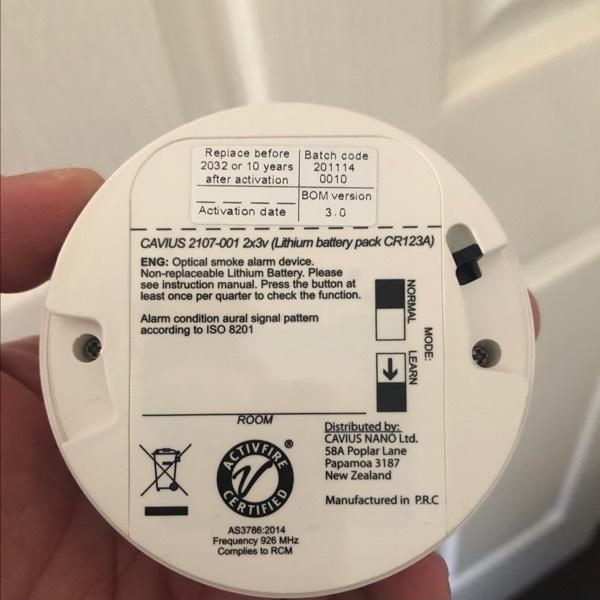 Replace before
2032 or 10 years
after activation
Activation date
Batch code
201114
0010
BOM version
3.0
CAVIUS 2107-001 2x3v (Lithium battery pack CR123A)
ENG: Optical smoke alarm device.
Non-replaceable Lithium Battery. Please
see instruction manual. Press the button at
least once per quarter to check the function.
Alarm condition aural signal pattern
according to ISO 8201
MODE:
NORMAL
LEARN
ROOM
ACTIVFIRE ®
CERTIFIED
AS3786:2014
Frequency 926 MHz
Complies to RCM
Distributed by:
CAVIUS NANO Ltd.
58A Poplar Lane
Papamoa 3187
New Zealand
Manufactured in P.R.C